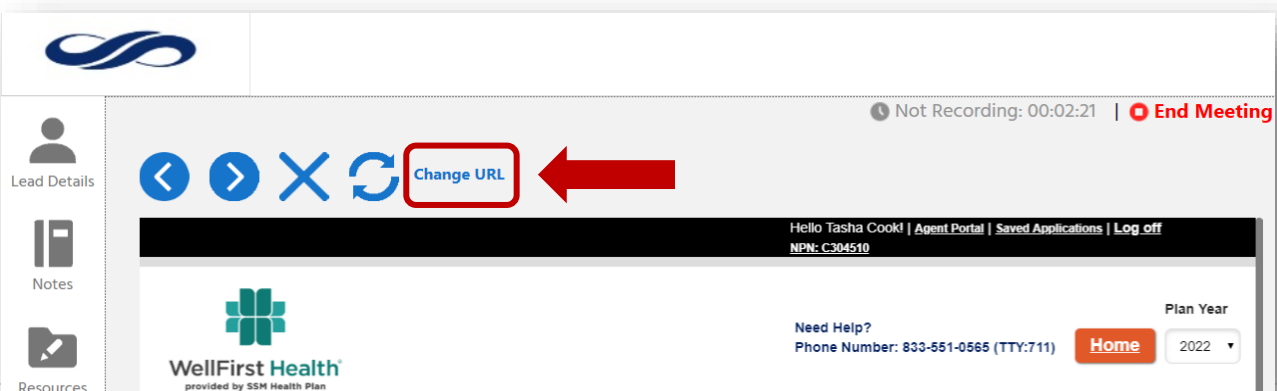 Not Recording: 00:02:21 | End Meeting
Lead Details
Change URL
Hello Tasha Cook! | Agent Portal | Saved Applications | Log off
NPN: C304510
Notes
Plan Year
Need Help?
Phone Number: 833-551-0565 (TTY:711)
Home
2022
WellFirst Health
provided by SSM Health Plan
Resources